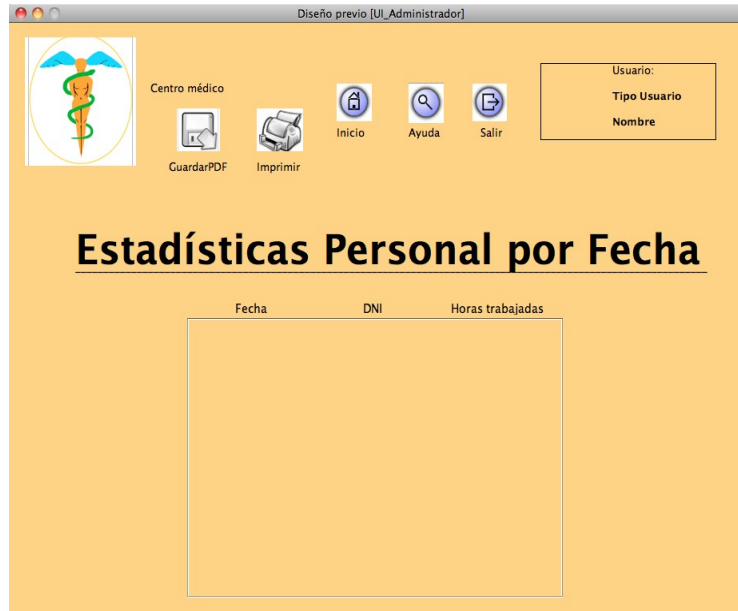 Diseño previo [UI_Administrador]
Centro médico
GuardarPDF
Imprimir
Inicio
Ayuda
Salir
Usuario:
Tipo Usuario
Nombre
Estadísticas Personal por Fecha
Fecha DNI Horas trabajadas